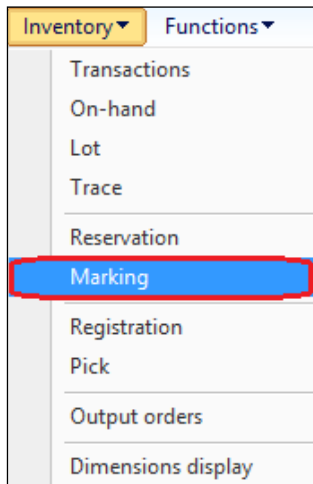 Inventory Functions
Transactions
On-hand
Lot
Trace
Reservation
Marking
Registration
Pick
Output orders
Dimensions display